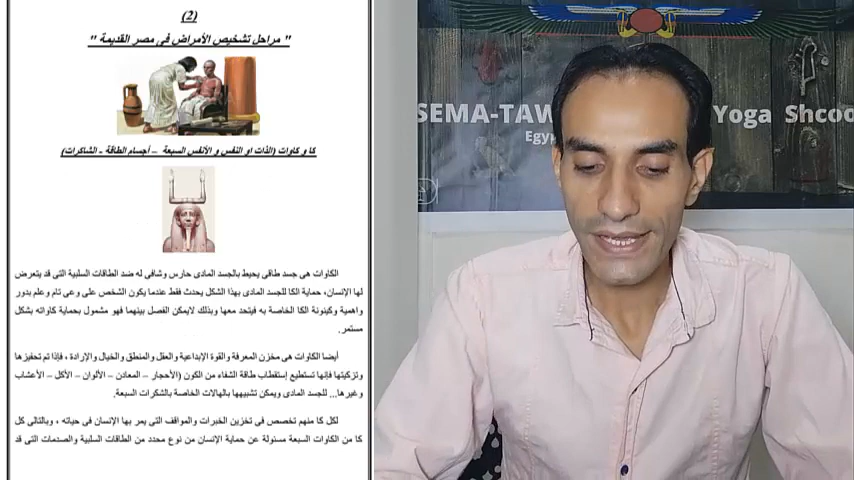 (2)
" مراحل تشخيص الأمراض فى مصر القديمة "
كا و كاوات (الذات او النفس و الأنفس السبعة – أجسام الطاقة - الشاكرات)
الكاوات هى جسد طاقى يحيط بالجسد المادى حارس وشافى له ضد الطاقات السلبية التى قد يتعرض
لها الإنسان، حماية الكا للجسد المادى بهذا الشكل يحدث فقط عندما يكون الشخص على وعى تام وعلم بدور
واهمية وكينونة الكا الخاصة به فيتحد معها وبذلك لايمكن الفصل بينهما فهو مشمول بحماية كاواته بشكل
مستمر.
أيضا الكاوات هى مخزن المعرفة والقوة الإبداعية والعقل والمنطق والخيال والإرادة ، فإذا تم تحفيزها
وتزكيتها فإنها تستطيع إستقطاب طاقة الشفاء من الكون (الأحجار – المعادن – الألوان – الأكل – الأعشاب
وغيرها... للجسد المادى ويمكن تشبيهها بالهالات الخاصة بالشكرات السبعة.
لكل كا منهم تخصص فى تخزين الخبرات والمواقف التى يمر بها الإنسان فى حياته ، وبالتالى كل
كا من الكاوات السبعة مسئولة عن حماية الإنسان من نوع محدد من الطاقات السلبية والصدمات التى قد
SEMA-TAW Yoga Shcoo
Egy